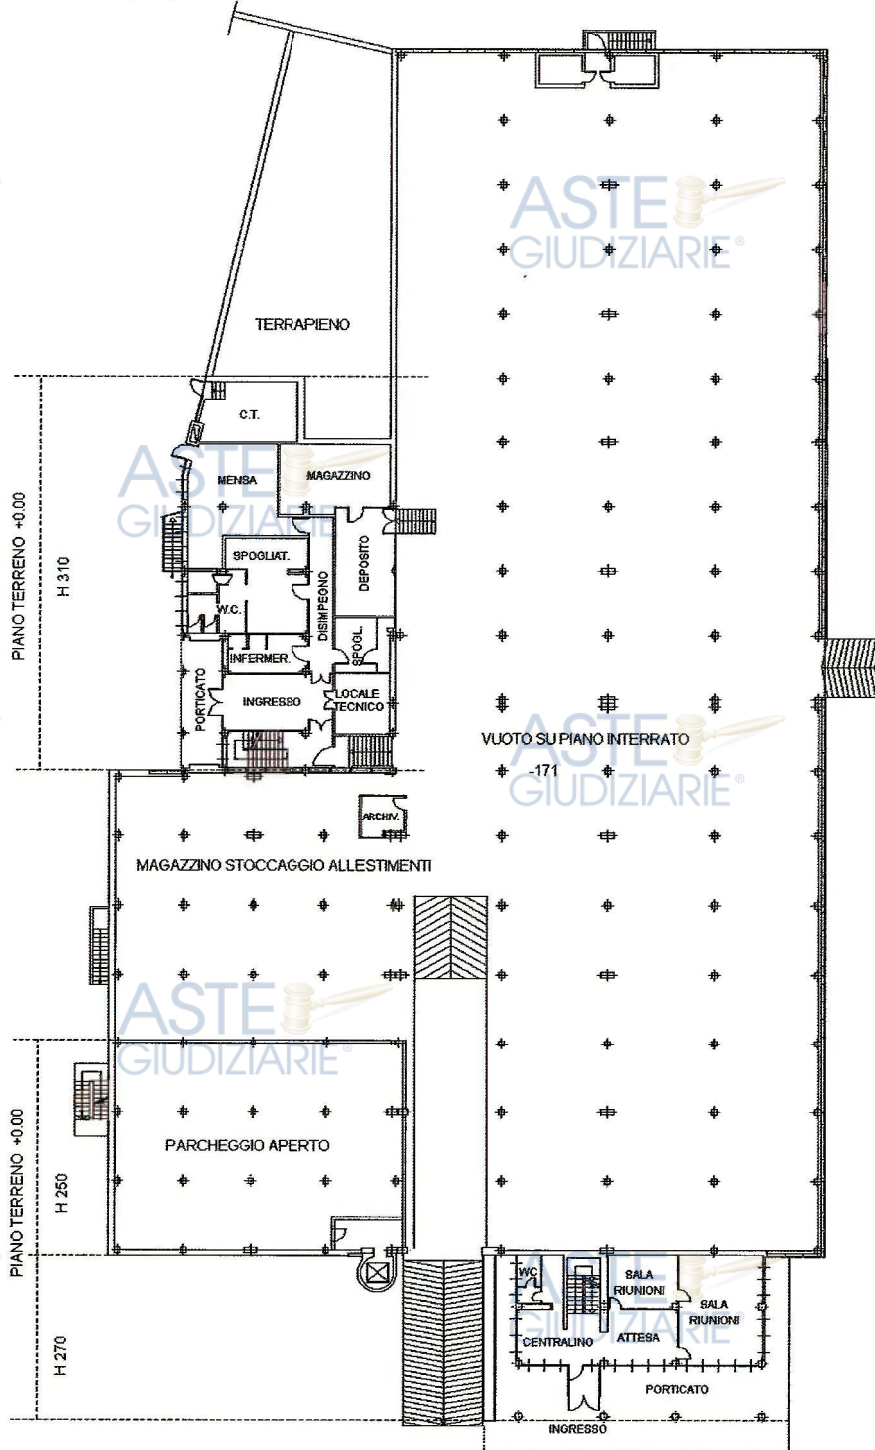 ASTE
GIUDIZIARIE®
TERRAPIENO
C.T.
ASTE
GIUDIZIARIE
MENSA
MAGAZZINO
PIANO TERRENO +0.00
H 310
SPOGLIAT.
DEPOSITO
DISIMPEGNO
W.C.
SPOGL.
INFERMER.
PORTICATO
INGRESSO
LOCALE
TECNICO
ASTE
GIUDIZIARIE®
VUOTO SU PIANO INTERRATO
-171
ARCHIV.
MAGAZZINO STOCCAGGIO ALLESTIMENTI
ASTE
GIUDIZIARIE®
PARCHEGGIO APERTO
PIANO TERRENO +0.00
H 250
H 270
ASTE
GIUDIZIARIE®
WC
SALA
RIUNIONI
SALA
RIUNIONI
CENTRALINO
ATTESA
PORTICATO
INGRESSO